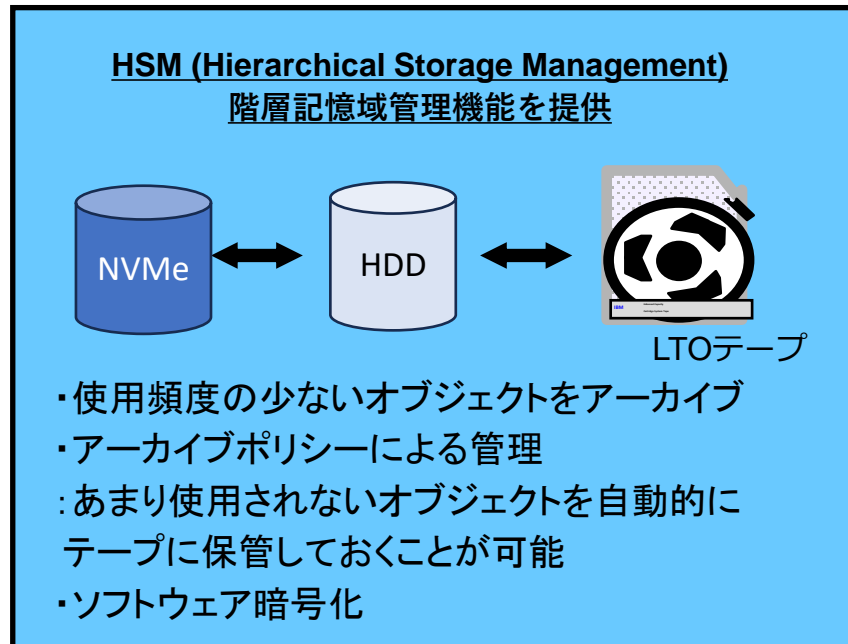 HSM (Hierarchical Storage Management)
階層記憶域管理機能を提供
NVMe
HDD
IBM
LTOテープ
・使用頻度の少ないオブジェクトをアーカイブ
・アーカイブポリシーによる管理
:あまり使用されないオブジェクトを自動的に
テープに保管しておくことが可能
・ソフトウェア暗号化